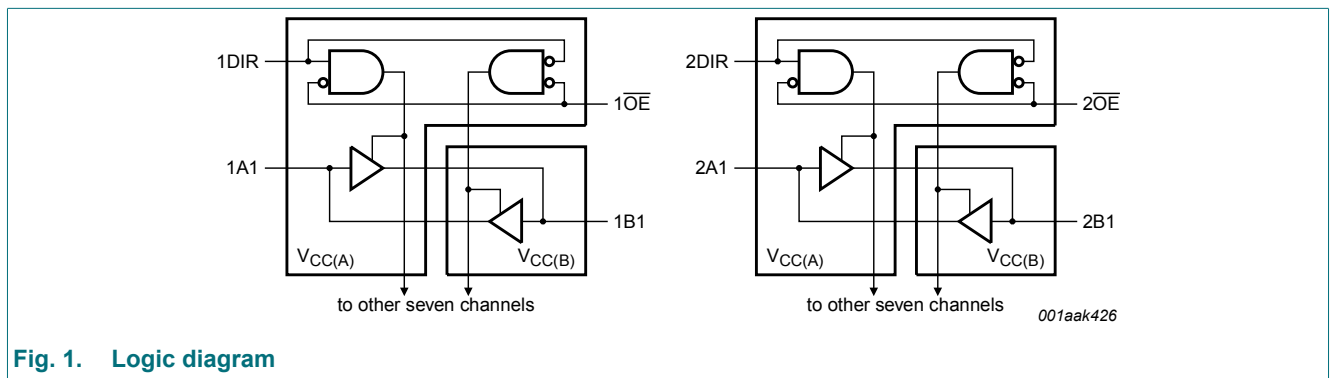 1DIR
1OE
1A1
1B1
VCC(A)
VCC(B)
to other seven channels
2DIR
2OE
2A1
2B1
VCC(A)
VCC(B)
to other seven channels
001aak426
Fig. 1. Logic diagram